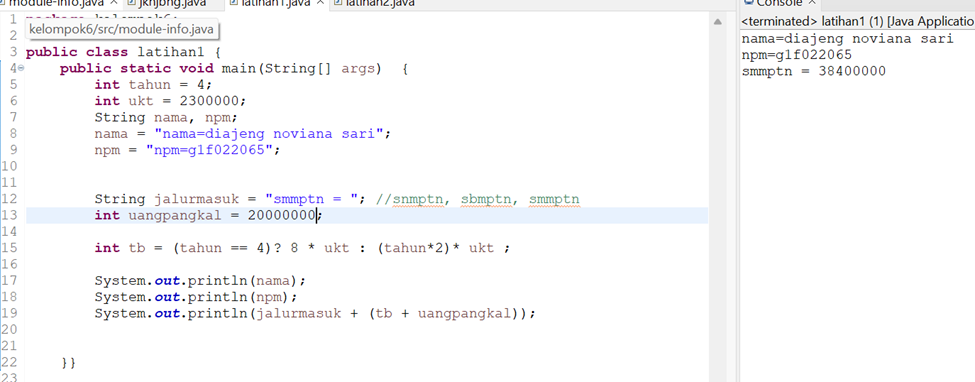 module-info.java
jkhjbhg.java
latihan1.java
latihan2.java
1
kelompok6/src/module-info.java
2
3 public class latihan1 {
4 public static void main(String[] args) {
5 int tahun = 4;
6 int ukt = 2300000;
7 String nama, npm;
8 nama = "nama=diajeng noviana sari";
9 npm = "npm=g1f022065";
10
11
12 String jalurmasuk = "smmptn = "; //snmptn, sbmptn, smmptn
13 int uangpangkal = 20000000;
14
15 int tb = (tahun == 4)? 8 * ukt : (tahun*2)* ukt ;
16
17 System.out.println(nama);
18 System.out.println(npm);
19 System.out.println(jalurmasuk + (tb + uangpangkal));
20
21
22 }}
23
Console
<terminated> latihan1 (1) [Java Applicatio
nama=diajeng noviana sari
npm=g1f022065
smmptn = 38400000